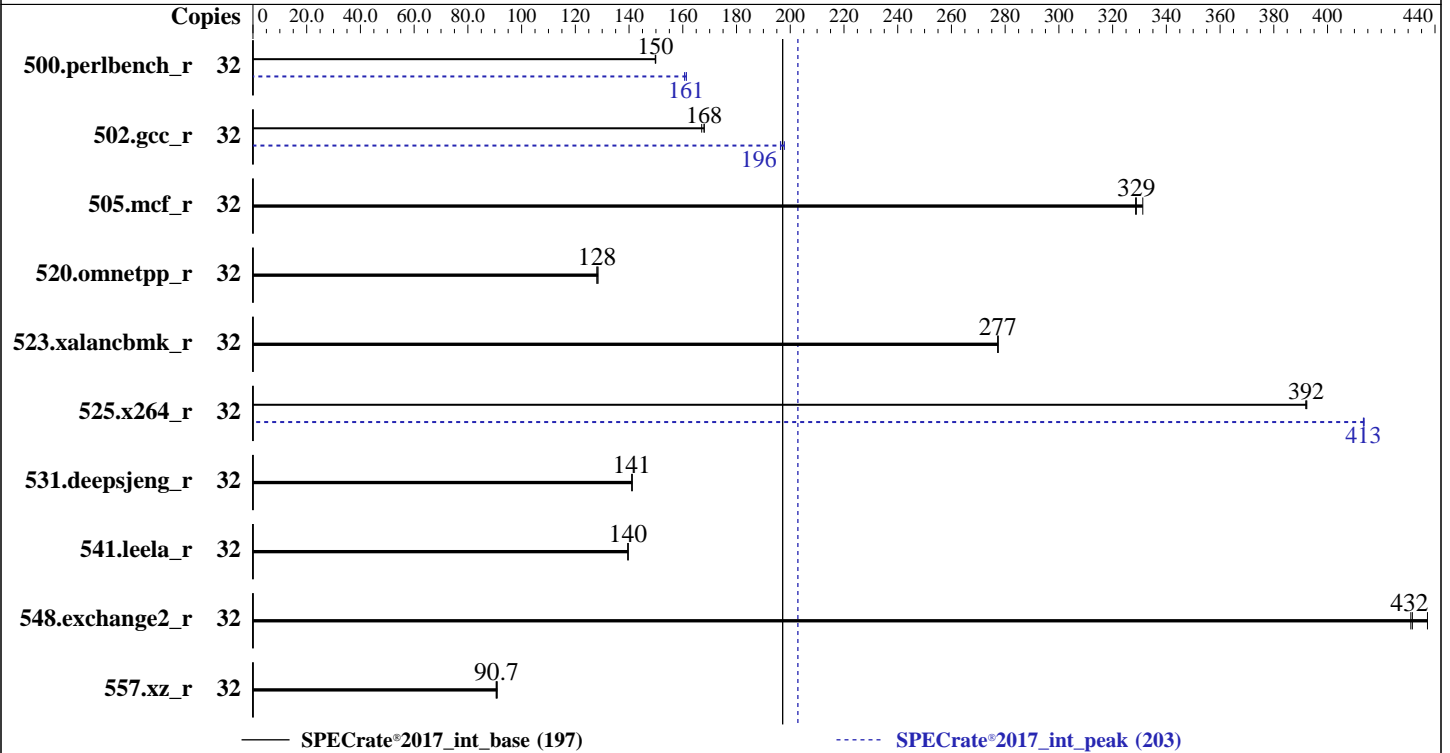 Copies 0 20.0 40.0 60.0 80.0 100 120 140 160 180 200 220 240 260 280 300 320 340 360 380 400 440
500.perlbench_r 32 150
161
502.gcc_r 32 168
196
505.mcf_r 32 329
520.omnetpp_r 32 128
523.xalancbmk_r 32 277
525.x264_r 32 392
413
531.deepsjeng_r 32 141
541.leela_r 32 140
548.exchange2_r 32 432
557.xz_r 32 90.7
SPECrate®2017_int_base (197) SPECrate®2017_int_peak (203)